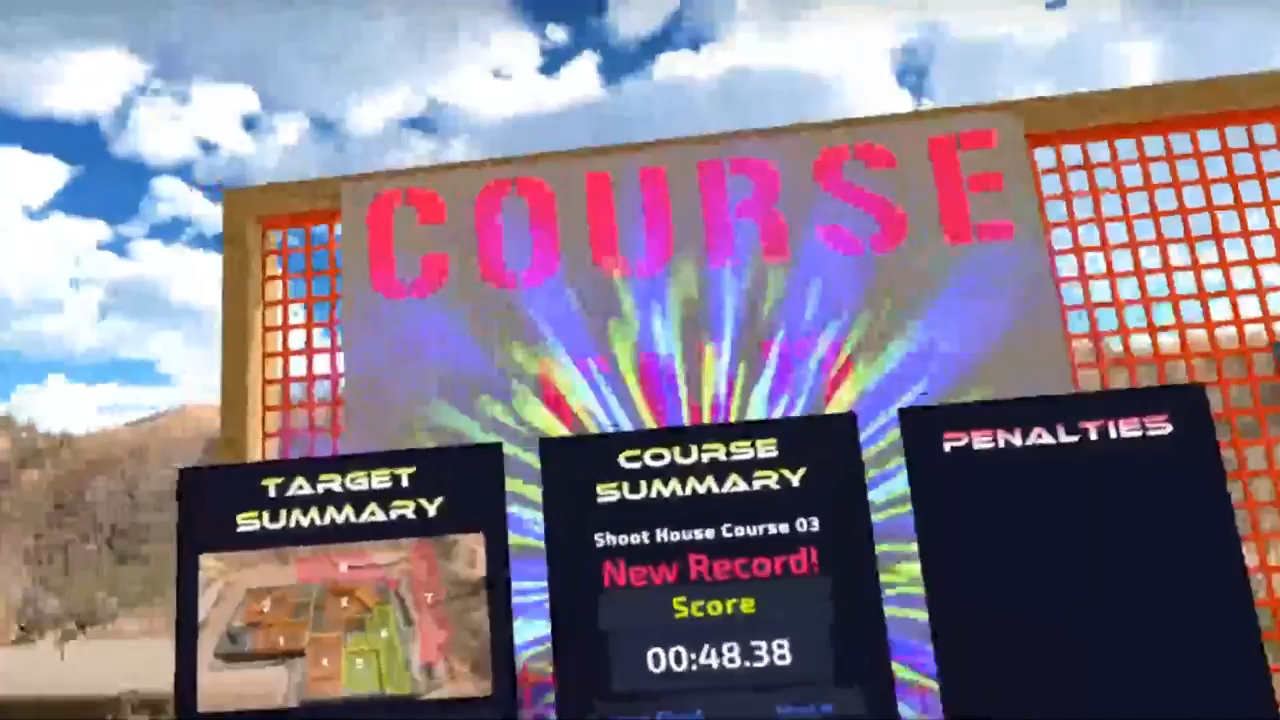 COURSE
TARGET
SUMMARY
COURSE
SUMMARY
Shoot House Course 03
New Record!
Score
00:48.38
PENALTIES